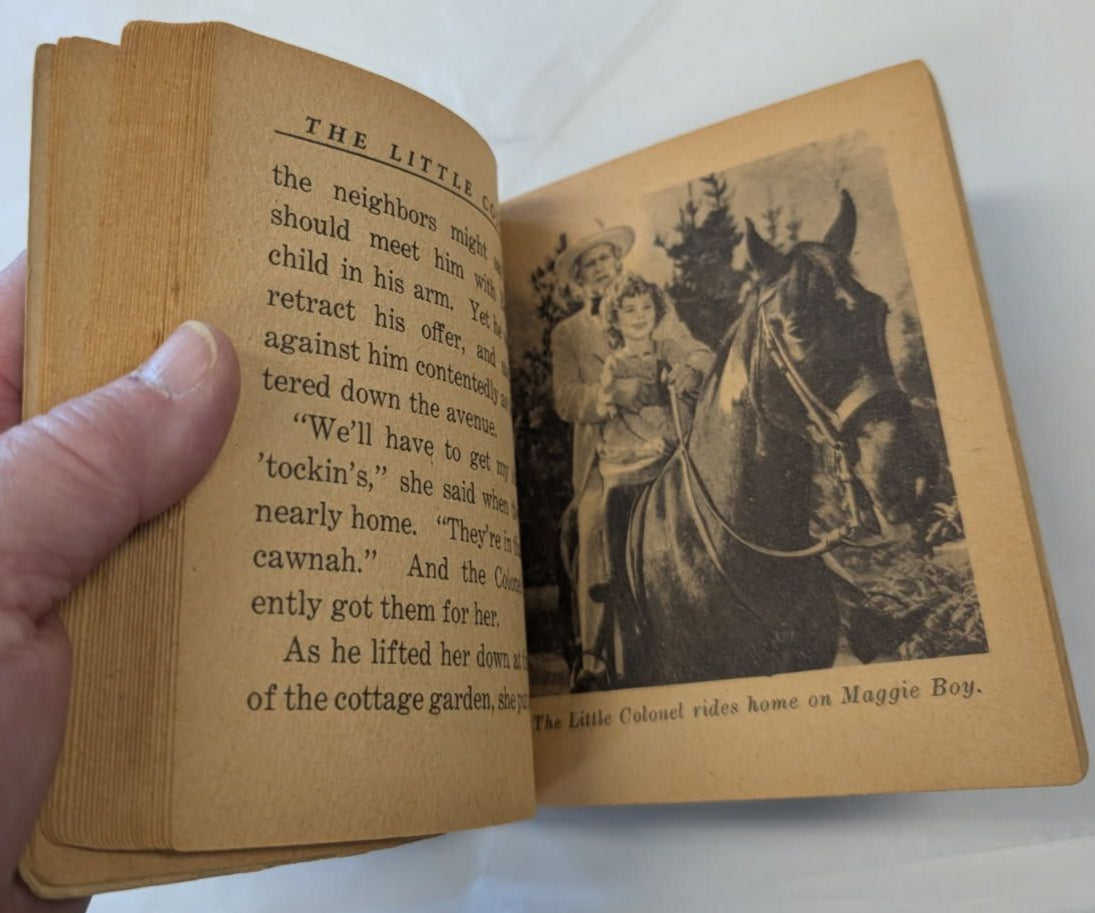 THE LITTLE
the neighbors might
should meet him with
child in his arm. Yet he
retract his offer, and
against him contentedly
tered down the avenue.
“We’ll have to get my
’tockin’s,” she said when
nearly home. “They’re in
cawnah.” And the
ently got them for her.
As he lifted her down at
of the cottage garden, she
The Little Colonel rides home on Maggie Boy.